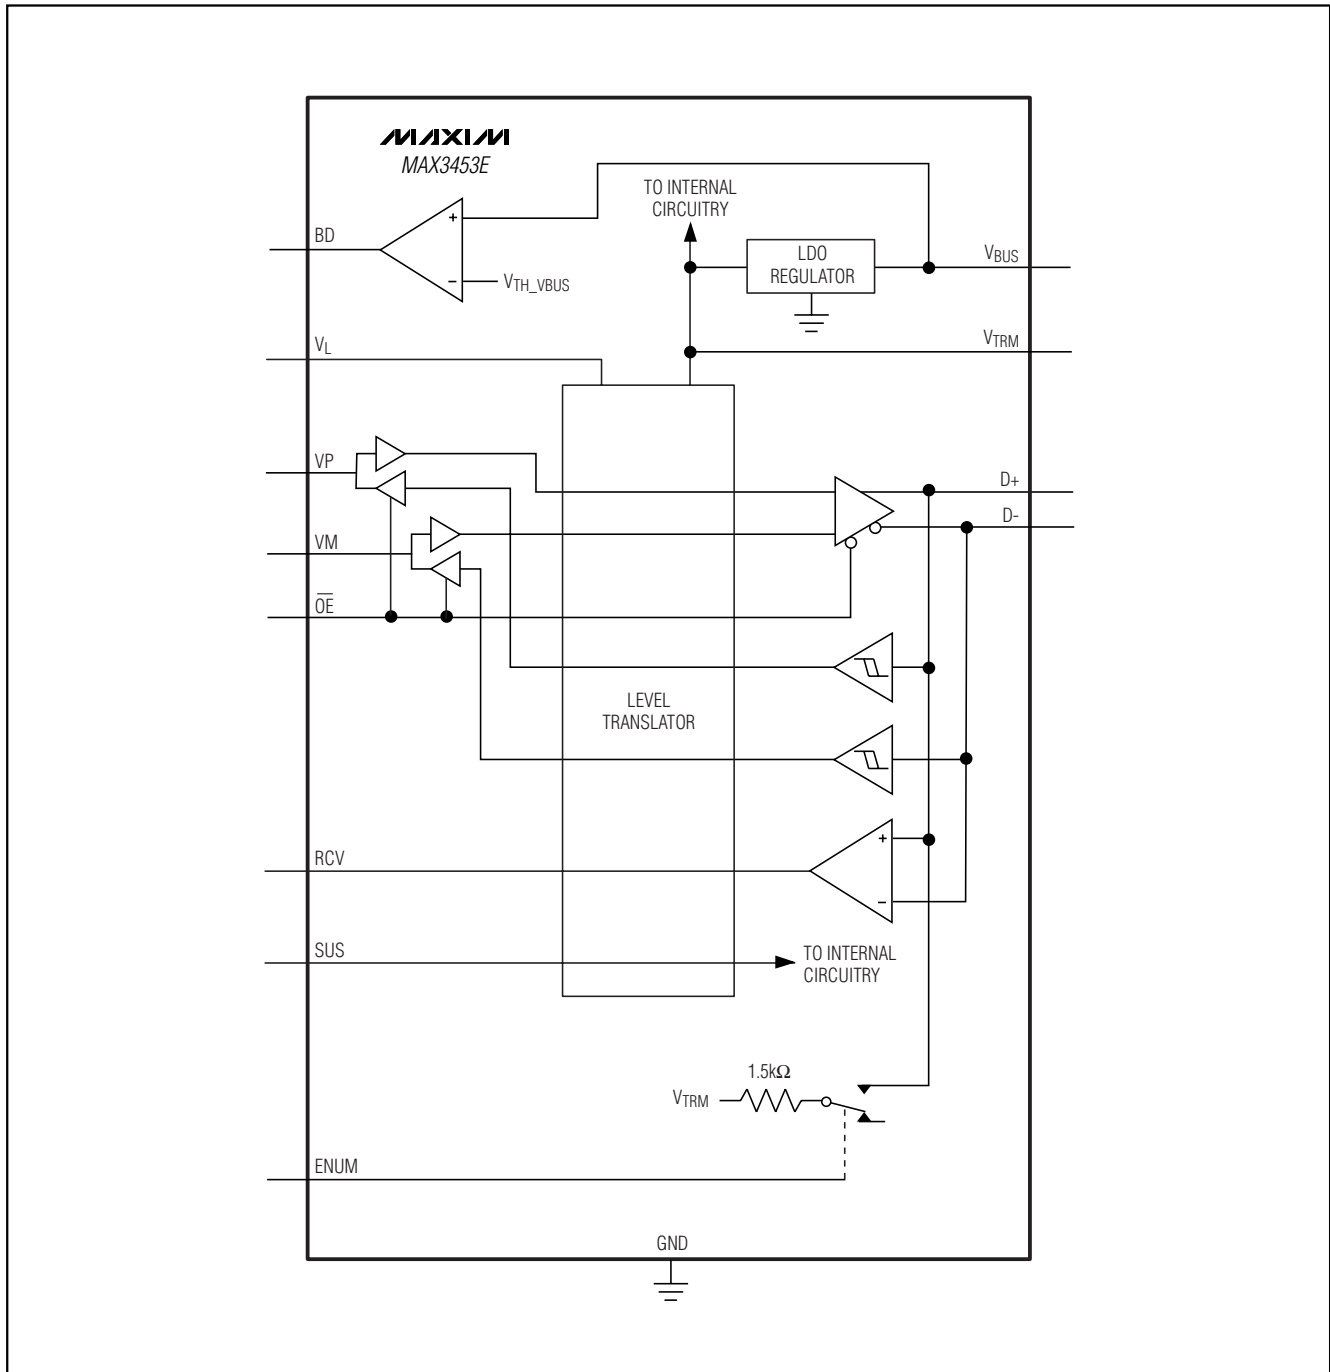 MAXIM
MAX3453E
TO INTERNAL
CIRCUITRY
BD
+
−
VTH_VBUS
LDO
REGULATOR
VBUS
VL
VTRM
VP
D+
D-
VM
OE
LEVEL
TRANSLATOR
RCV
+
−
SUS
TO INTERNAL
CIRCUITRY
1.5kΩ
VTRM
ENUM
GND